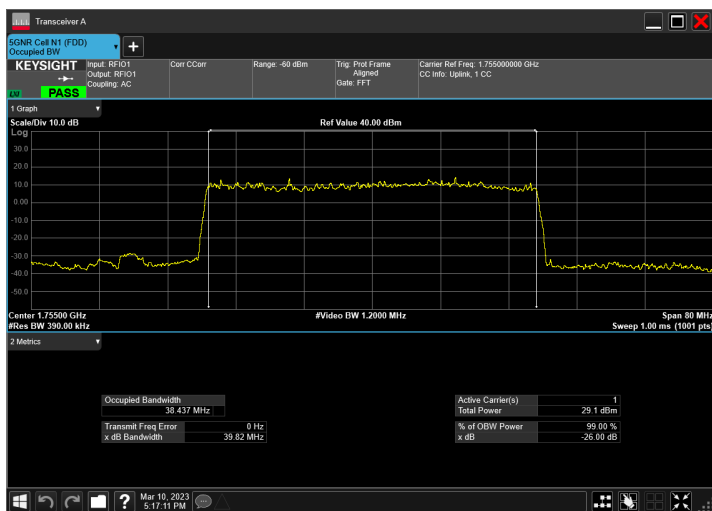 Transceiver A
5GNR Cell N1 (FDD)
Occupied BW
KEYSIGHT
Input: RFIO1
Output: RFIO1
Coupling: AC
Corr CCorr
Range: -60 dBm
Trig: Prot Frame
Aligned
Gate: FFT
Carrier Ref Freq: 1.755000000 GHz
CC Info: Uplink, 1 CC
LXI
PASS
1 Graph
Scale/Div 10.0 dB
Ref Value 40.00 dBm
Log
30.0
20.0
10.0
0.00
-10.0
-20.0
-30.0
-40.0
-50.0
Center 1.75500 GHz
#Video BW 1.2000 MHz
Span 80 MHz
#Res BW 390.00 kHz
Sweep 1.00 ms (1001 pts)
2 Metrics
Occupied Bandwidth
38.437 MHz
Transmit Freq Error 0 Hz
x dB Bandwidth 39.82 MHz
Active Carrier(s) 1
Total Power 29.1 dBm
% of OBW Power 99.00 %
x dB -26.00 dB
Mar 10, 2023
5:17:11 PM